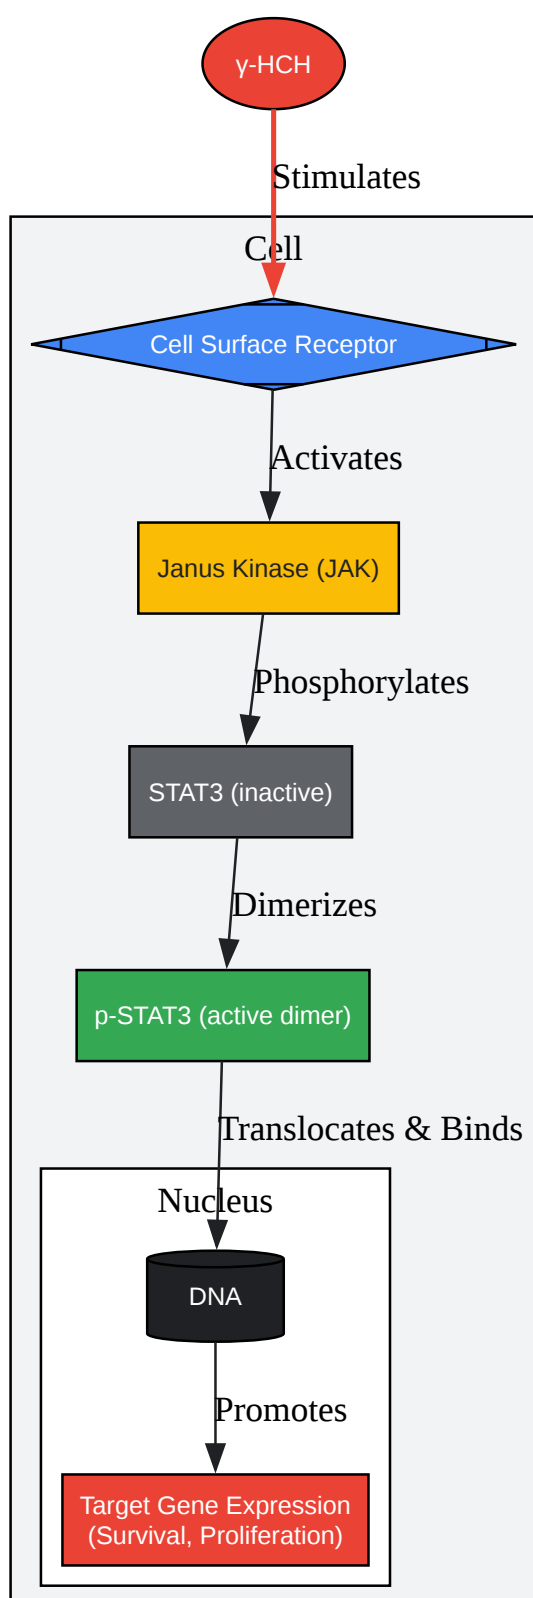 γ-HCH
Stimulates
Cell
Cell Surface Receptor
Activates
Janus Kinase (JAK)
Phosphorylates
STAT3 (inactive)
Dimerizes
p-STAT3 (active dimer)
Translocates & Binds
Nucleus
DNA
Promotes
Target Gene Expression
(Survival, Proliferation)